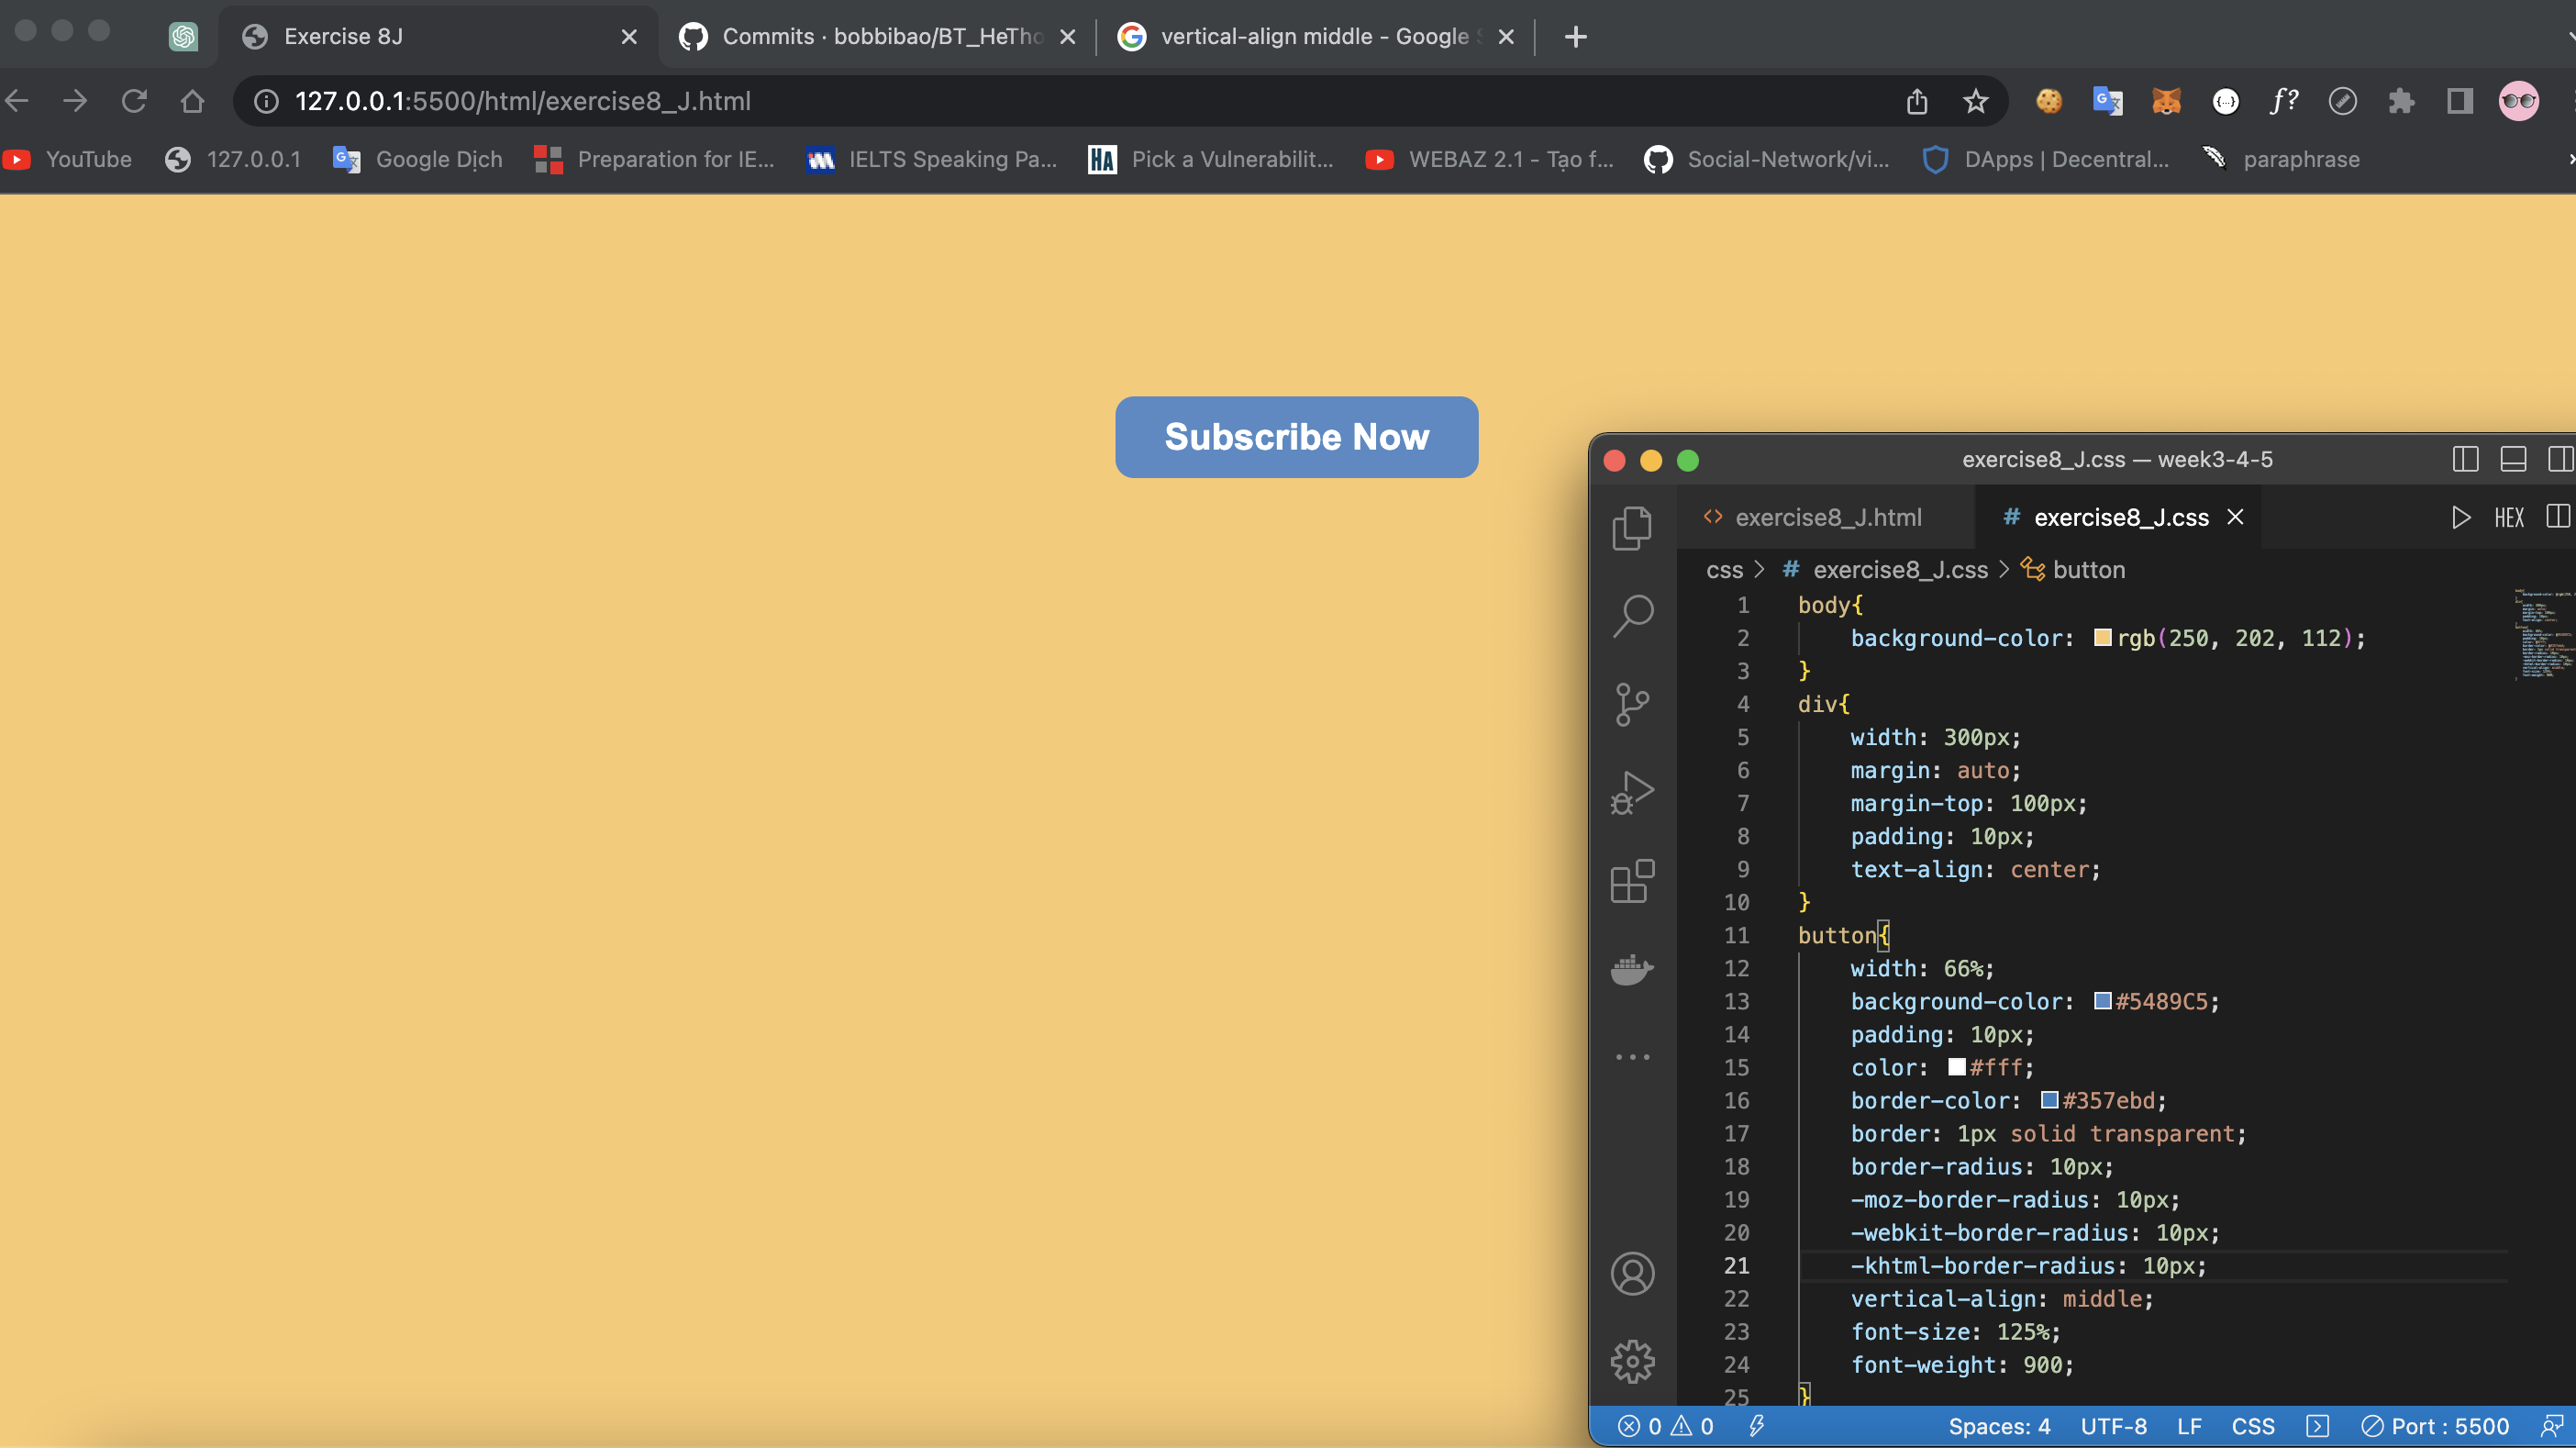 Exercise 8J
Commits · bobbibao/BT_HeTho
vertical-align middle - Google S
127.0.0.1:5500/html/exercise8_J.html
YouTube 127.0.0.1 Google Dịch Preparation for IE... IELTS Speaking Pa... Pick a Vulnerabilit... WEBAZ 2.1 - Tạo f... Social-Network/vi... DApps | Decentral... paraphrase
Subscribe Now
exercise8_J.css — week3-4-5
exercise8_J.html
exercise8_J.css
HEX
css > # exercise8_J.css > button
1 body{
2 background-color: rgb(250, 202, 112);
3 }
4 div{
5 width: 300px;
6 margin: auto;
7 margin-top: 100px;
8 padding: 10px;
9 text-align: center;
10 }
11 button{
12 width: 66%;
13 background-color: #5489C5;
14 padding: 10px;
15 color: #fff;
16 border-color: #357ebd;
17 border: 1px solid transparent;
18 border-radius: 10px;
19 -moz-border-radius: 10px;
20 -webkit-border-radius: 10px;
21 -khtml-border-radius: 10px;
22 vertical-align: middle;
23 font-size: 125%;
24 font-weight: 900;
25 }
0 0 Spaces: 4 UTF-8 LF CSS Port : 5500